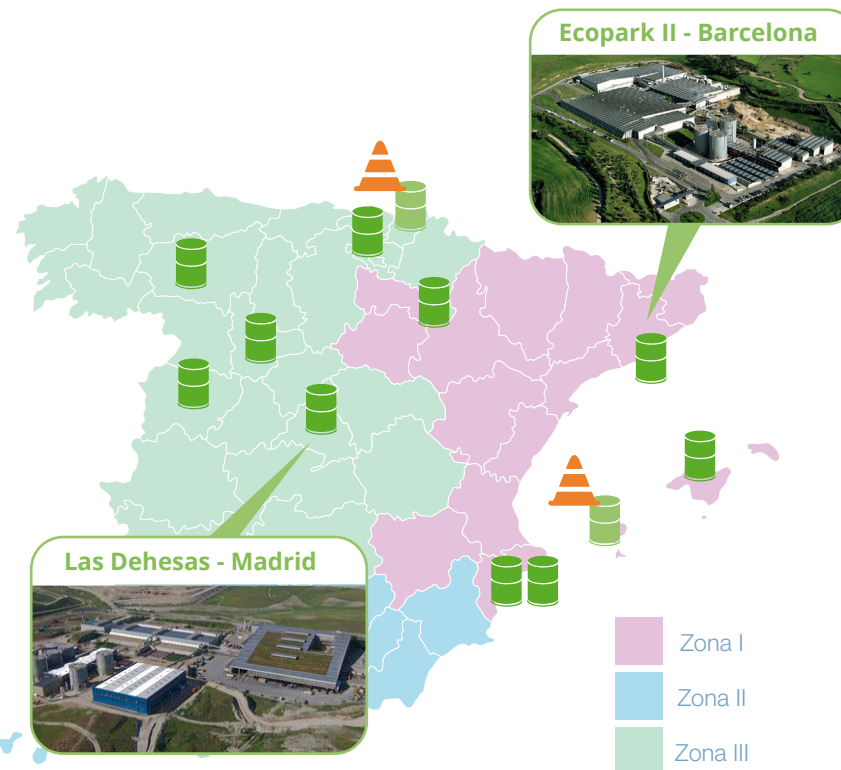 Ecopark II - Barcelona
Las Dehesas - Madrid
Zona I
Zona II
Zona III